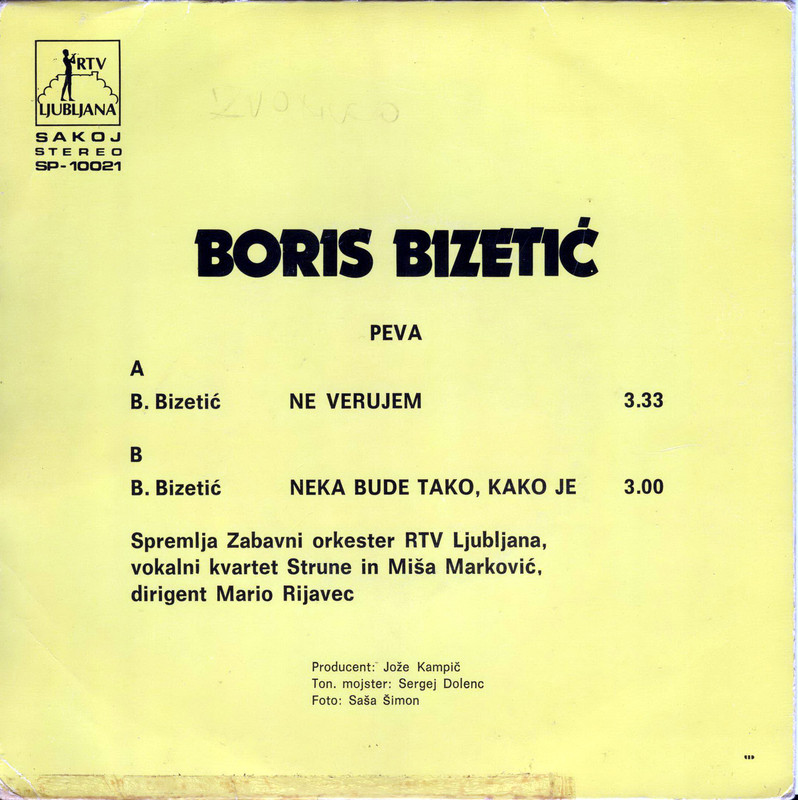 RTV
LJUBLJANA
SAKOJ
STEREO
SP-10021
BORIS BIZETIĆ
PEVA
A
B. Bizetić NE VERUJEM 3.33
B
B. Bizetić NEKA BUDE TAKO, KAKO JE 3.00
Spremlja Zabavni orkester RTV Ljubljana,
vokalni kvartet Strune in Miša Marković,
dirigent Mario Rijavec
Producent: Jože Kampič
Ton. mojster: Sergej Dolenc
Foto: Saša Šimon